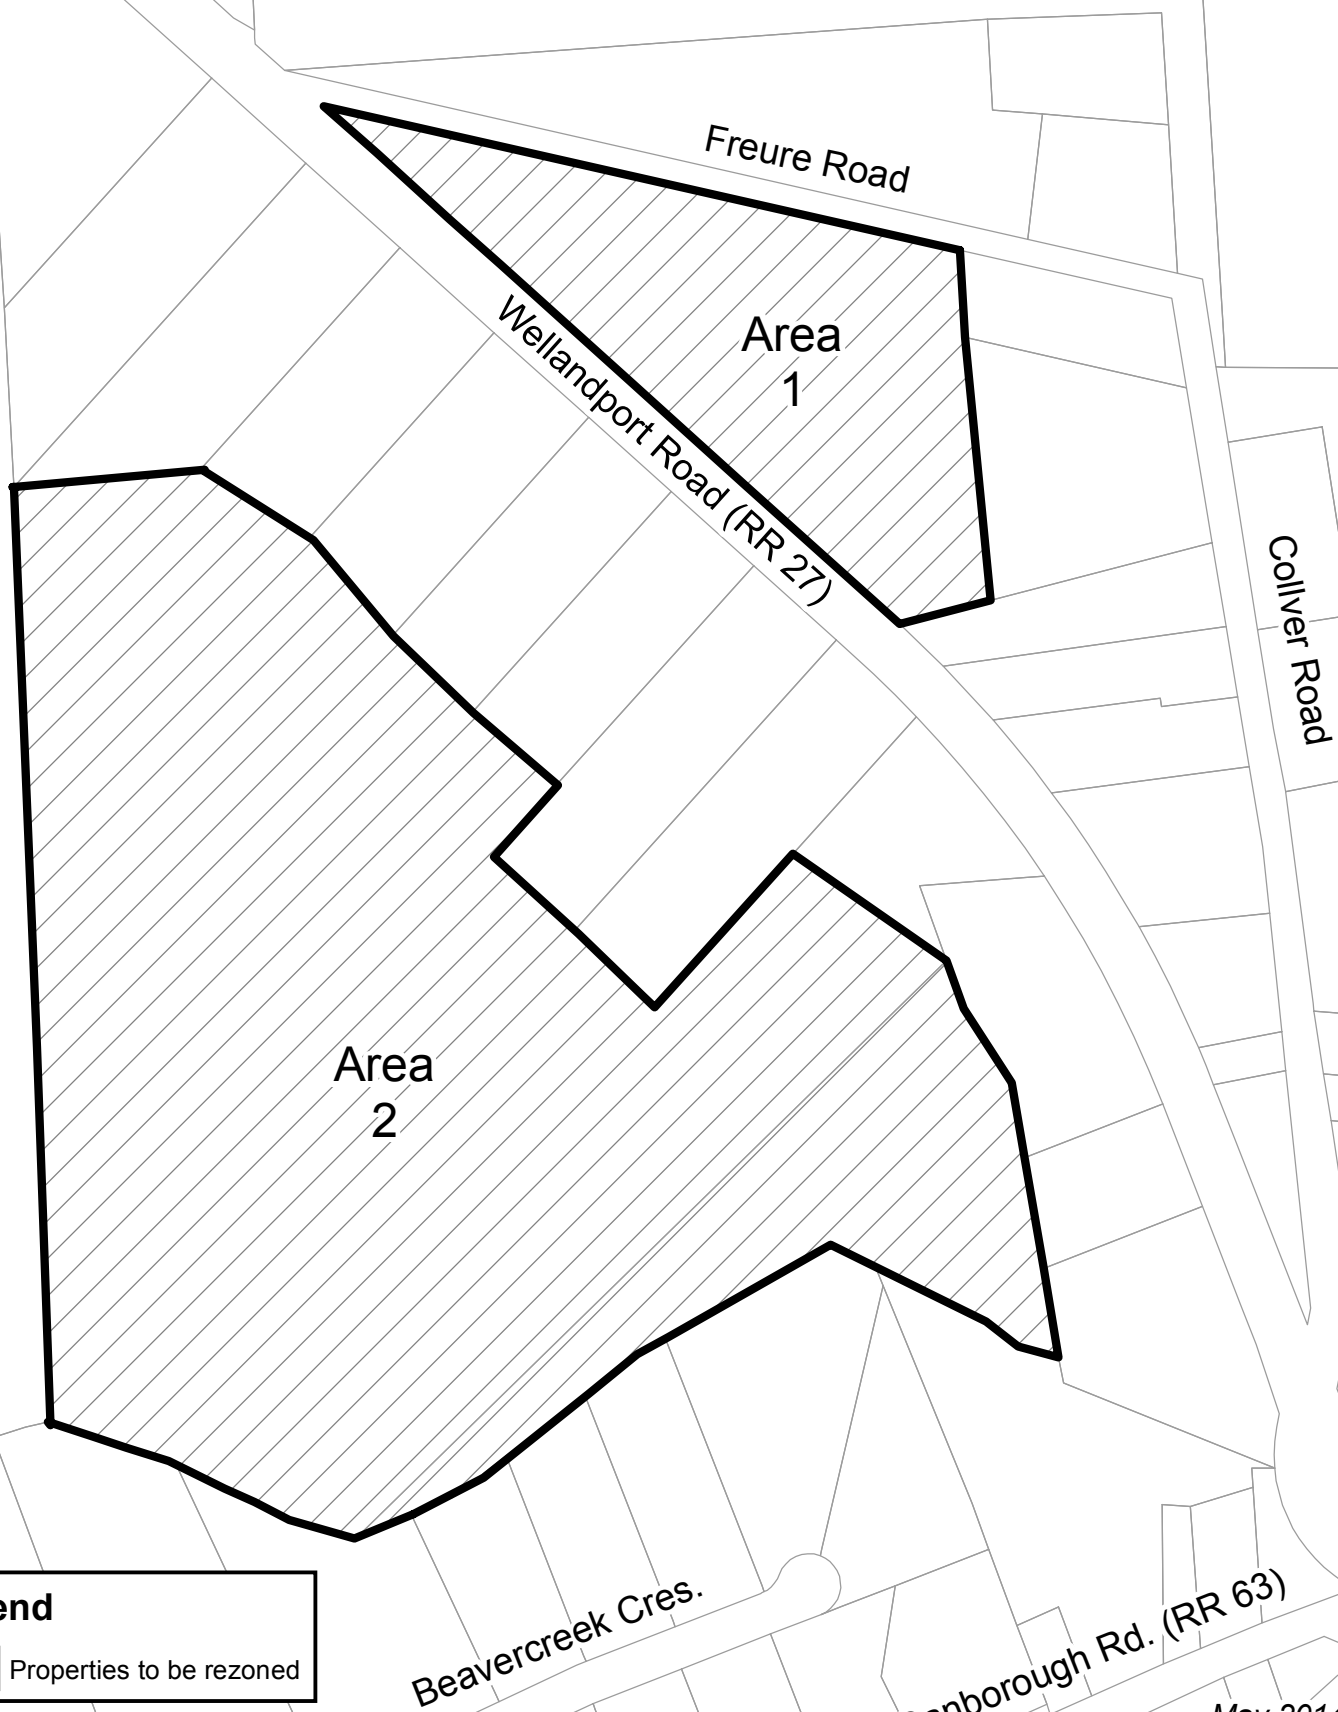 Freure Road
Area
1
Wellandport Road (RR 27)
Collver Road
Area
2
Properties to be rezoned
Beavercreek Cres.
Rd. (RR 63)